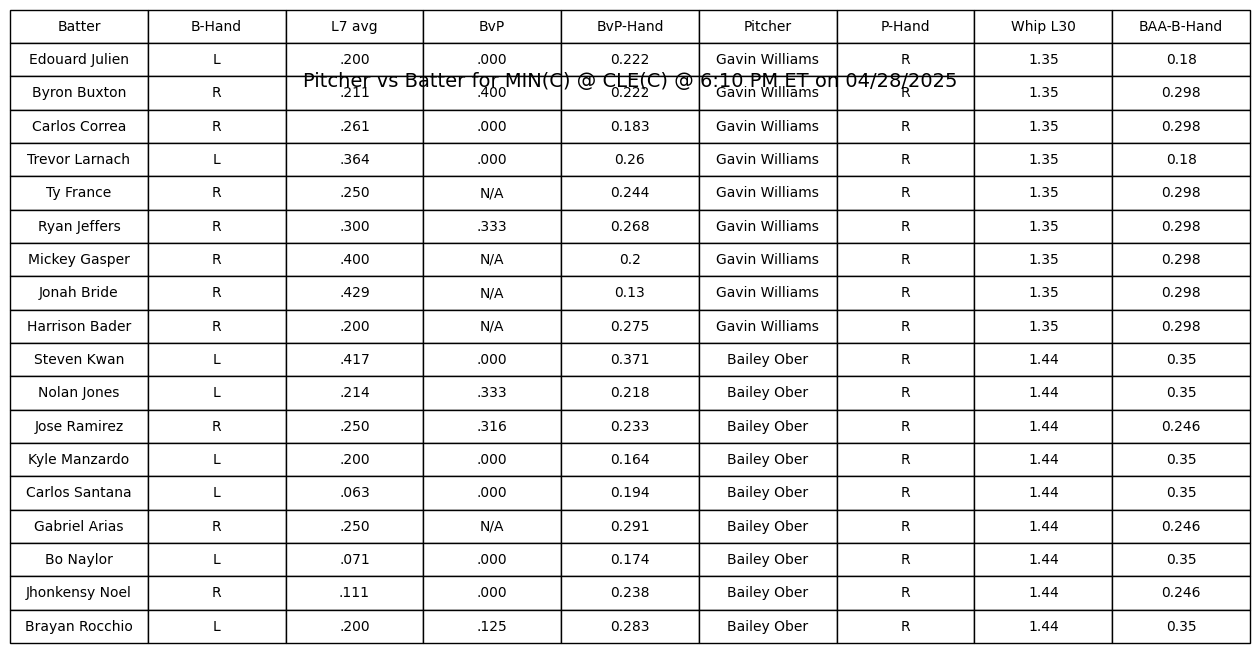 Batter B-Hand L7 avg BvP BvP-Hand Pitcher P-Hand Whip L30 BAA-B-Hand
Edouard Julien L .200 .000 0.222 Gavin Williams R 1.35 0.18
Pitcher vs Batter for MIN(C) @ CLE(C) @ 6:10 PM ET on 04/28/2025
Byron Buxton R .211 .400 0.222 Gavin Williams R 1.35 0.298
Carlos Correa R .261 .000 0.183 Gavin Williams R 1.35 0.298
Trevor Larnach L .364 .000 0.26 Gavin Williams R 1.35 0.18
Ty France R .250 N/A 0.244 Gavin Williams R 1.35 0.298
Ryan Jeffers R .300 .333 0.268 Gavin Williams R 1.35 0.298
Mickey Gasper R .400 N/A 0.2 Gavin Williams R 1.35 0.298
Jonah Bride R .429 N/A 0.13 Gavin Williams R 1.35 0.298
Harrison Bader R .200 N/A 0.275 Gavin Williams R 1.35 0.298
Steven Kwan L .417 .000 0.371 Bailey Ober R 1.44 0.35
Nolan Jones L .214 .333 0.218 Bailey Ober R 1.44 0.35
Jose Ramirez R .250 .316 0.233 Bailey Ober R 1.44 0.246
Kyle Manzardo L .200 .000 0.164 Bailey Ober R 1.44 0.35
Carlos Santana L .063 .000 0.194 Bailey Ober R 1.44 0.35
Gabriel Arias R .250 N/A 0.291 Bailey Ober R 1.44 0.246
Bo Naylor L .071 .000 0.174 Bailey Ober R 1.44 0.35
Jhonkensy Noel R .111 .000 0.238 Bailey Ober R 1.44 0.246
Brayan Rocchio L .200 .125 0.283 Bailey Ober R 1.44 0.35